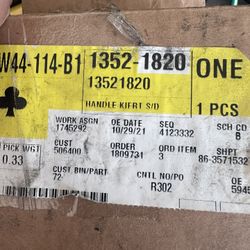 W44-114-B1 1352-1820 ONE
13521820
HANDLE KIFRT S/D 1 PCS
WORK ASGN OE DATE SEQ SCH CD
1745292 10/29/21 4123332 B
PICK WGT CUST ORDER ORD ITEM SHPT
0.33 506400 1809731 3 86-3571532
CUST BIN/PART CNTL NO/PO OE
72- R302 5945